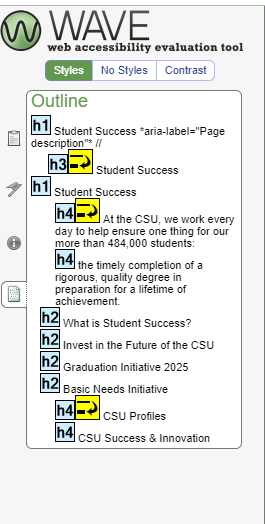 WAVE
web accessibility evaluation tool
Styles No Styles Contrast
Outline
h1 Student Success *aria-label="Page
description"* //
h3 Student Success
h1 Student Success
h4 At the CSU, we work every
day to help ensure one thing for our
more than 484,000 students:
h4 the timely completion of a
rigorous, quality degree in
preparation for a lifetime of
achievement.
h2 What is Student Success?
h2 Invest in the Future of the CSU
h2 Graduation Initiative 2025
h2 Basic Needs Initiative
h4 CSU Profiles
h4 CSU Success & Innovation